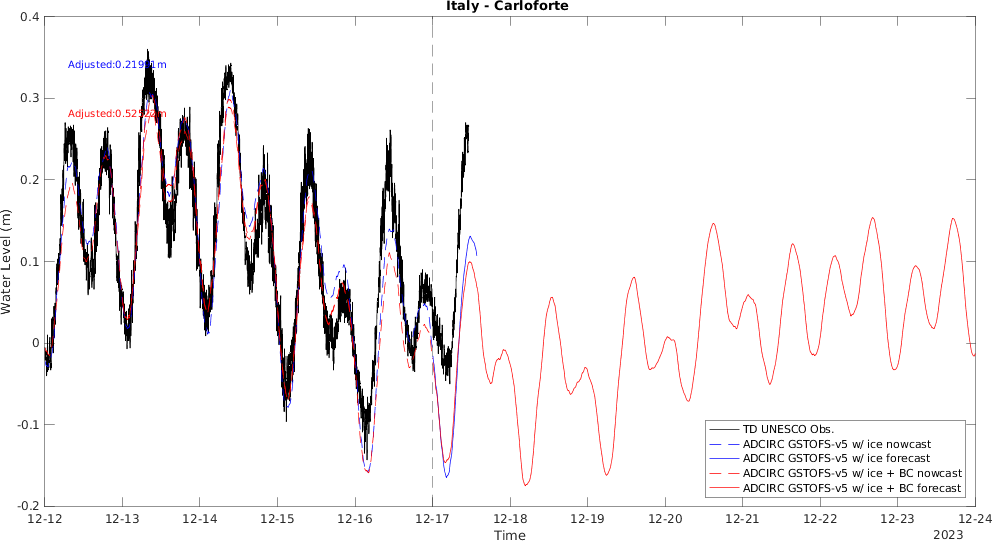 Italy - Carloforte
0.4
0.3
0.2
0.1
0
-0.1
-0.2
Water Level (m)
Adjusted:
Adjusted:
TD UNESCO Obs.
ADCIRC GSTOFS-v5 w/ ice nowcast
ADCIRC GSTOFS-v5 w/ ice forecast
ADCIRC GSTOFS-v5 w/ ice + BC nowcast
ADCIRC GSTOFS-v5 w/ ice + BC forecast
12-12 12-13 12-14 12-15 12-16 12-17 12-18 12-19 12-20 12-21 12-22 12-23 12-24
Time
2023